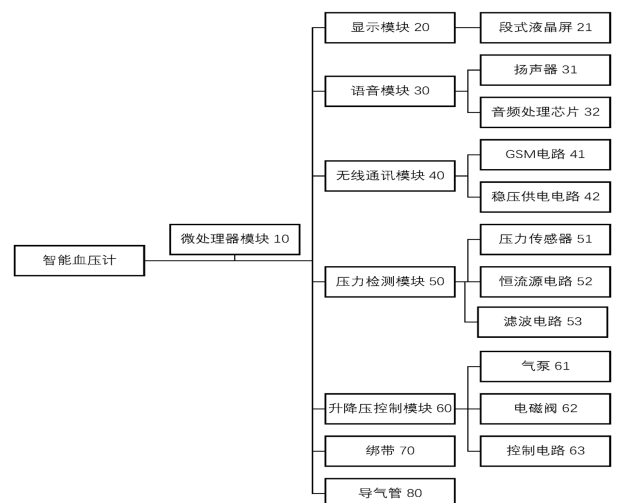 显示模块 20
段式液晶屏 21
语音模块 30
扬声器 31
音频处理芯片 32
无线通讯模块 40
GSM电路 41
稳压供电电路 42
智能血压计
微处理器模块 10
压力检测模块 50
压力传感器 51
恒流源电路 52
滤波电路 53
升降压控制模块 60
气泵 61
电磁阀 62
控制电路 63
绑带 70
导气管 80